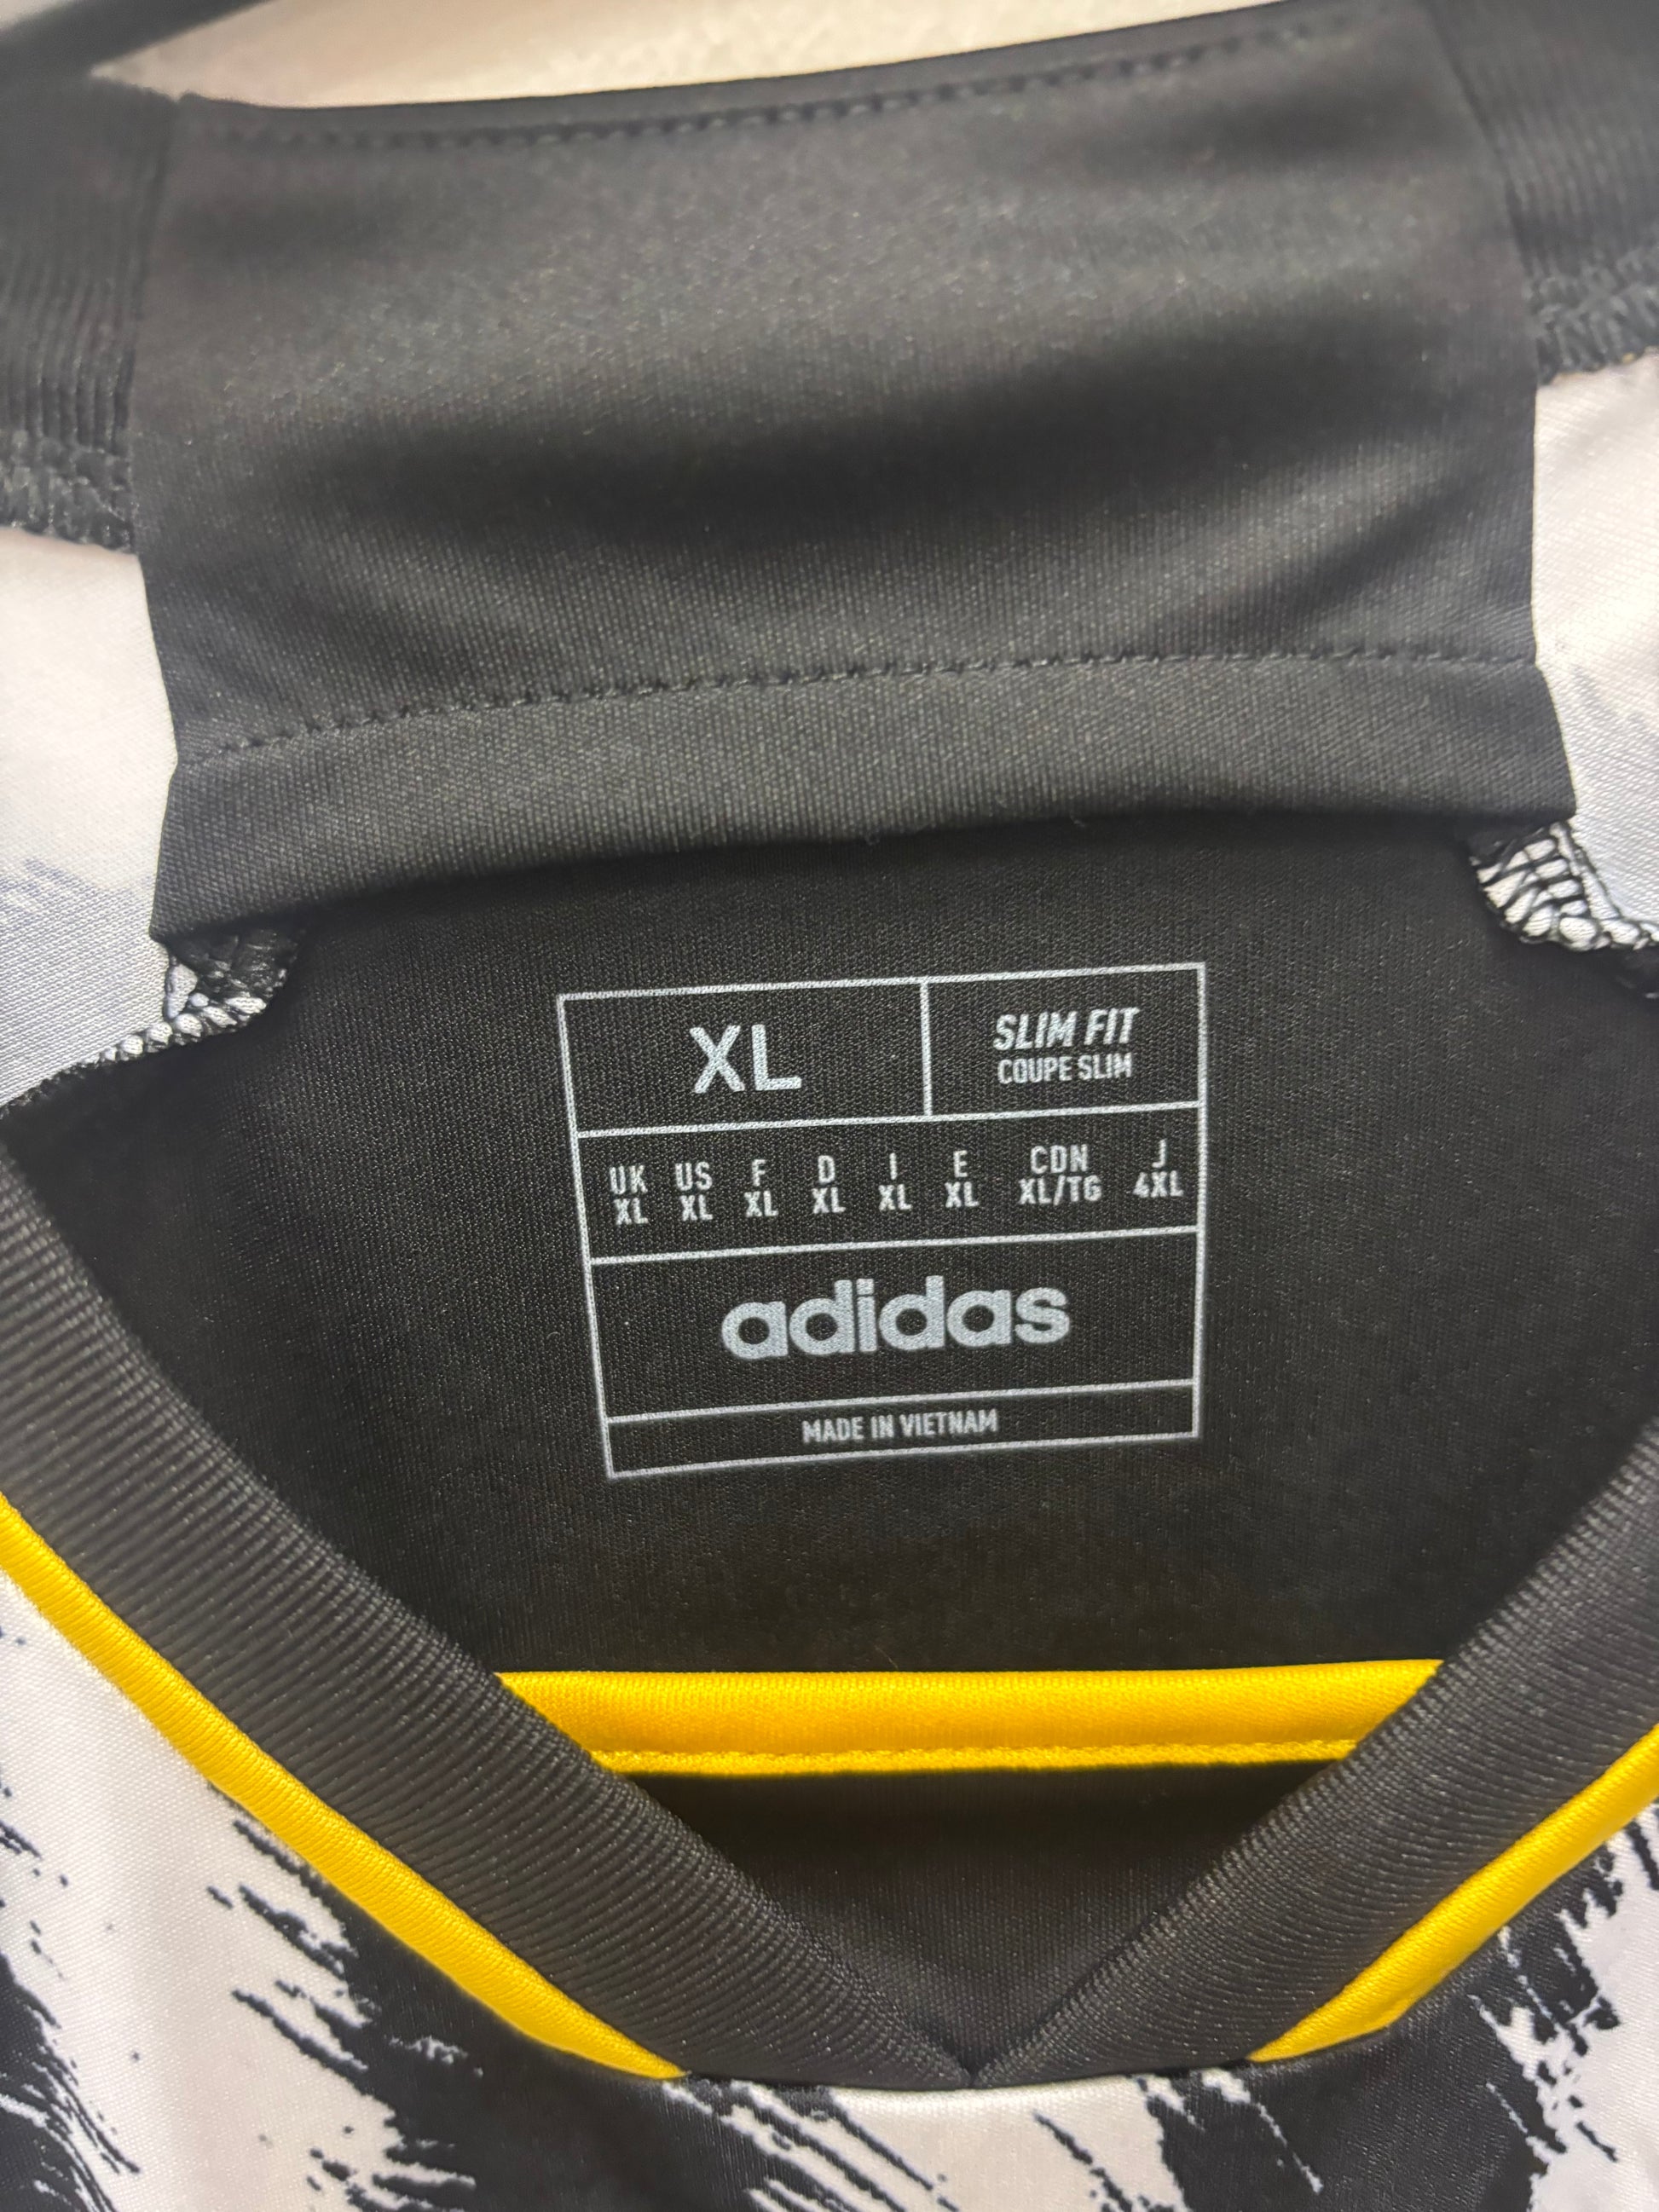 XL
SLIM FIT
COUPE SLIM
UK US F D I E CDN J
XL XL XL XL XL XL XL/TG 4XL
adidas
MADE IN VIETNAM